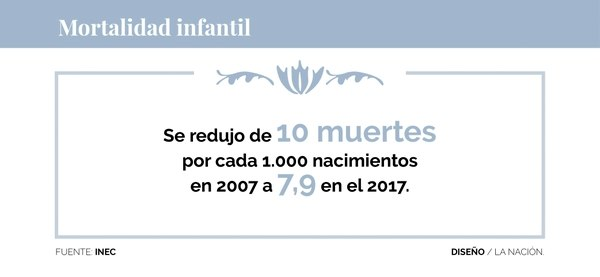 Mortalidad infantil
Se redujo de 10 muertes
por cada 1.000 nacimientos
en 2007 a 7,9 en el 2017.
FUENTE: INEC
DISEÑO / LA NACIÓN.